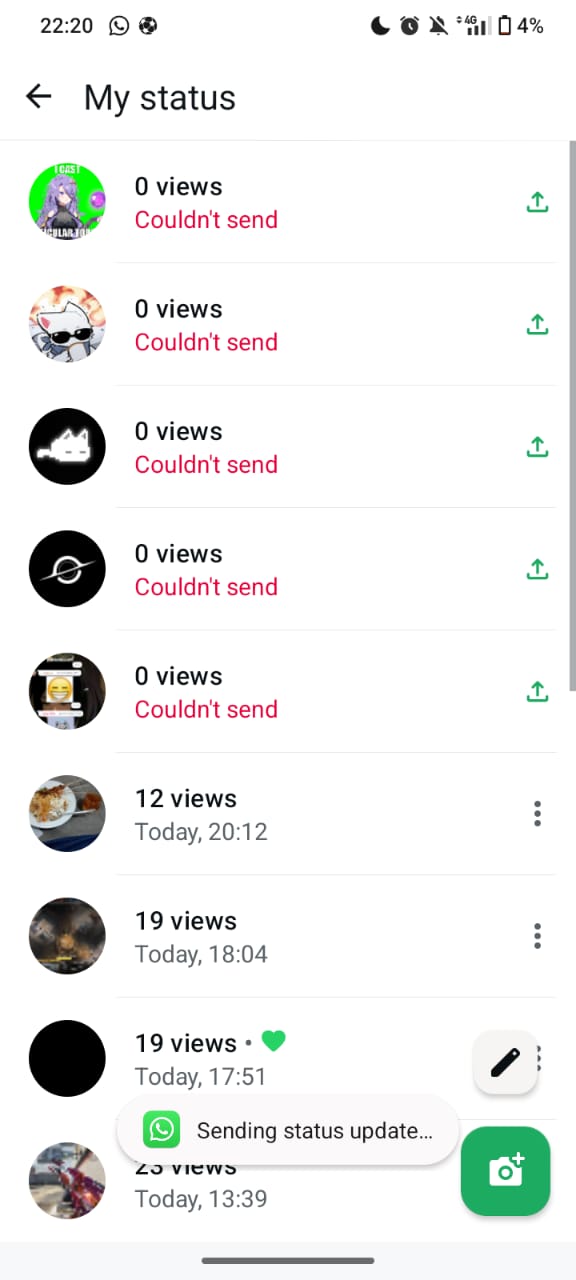 22:20
4G
4%
My status
I CAST
0 views
Couldn't send
0 views
Couldn't send
0 views
Couldn't send
0 views
Couldn't send
0 views
Couldn't send
12 views
Today, 20:12
19 views
Today, 18:04
19 views •
Today, 17:51
Sending status update...
23 views
Today, 13:39